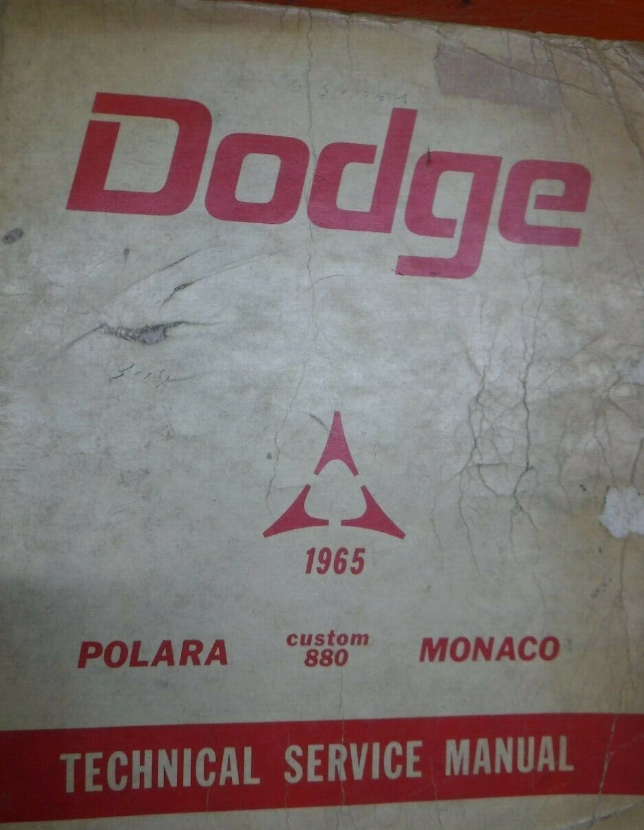 Dodge
1965
POLARA custom 880 MONACO
TECHNICAL SERVICE MANUAL